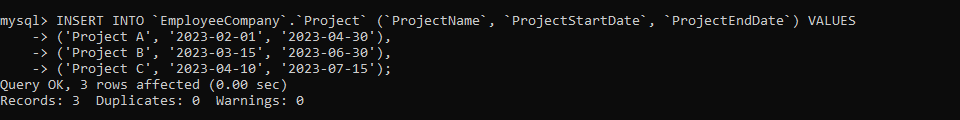 mysql> INSERT INTO `EmployeeCompany`.`Project` (`ProjectName`, `ProjectStartDate`, `ProjectEndDate`) VALUES
    -> ('Project A', '2023-02-01', '2023-04-30'),
    -> ('Project B', '2023-03-15', '2023-06-30'),
    -> ('Project C', '2023-04-10', '2023-07-15');
Query OK, 3 rows affected (0.00 sec)
Records: 3  Duplicates: 0  Warnings: 0